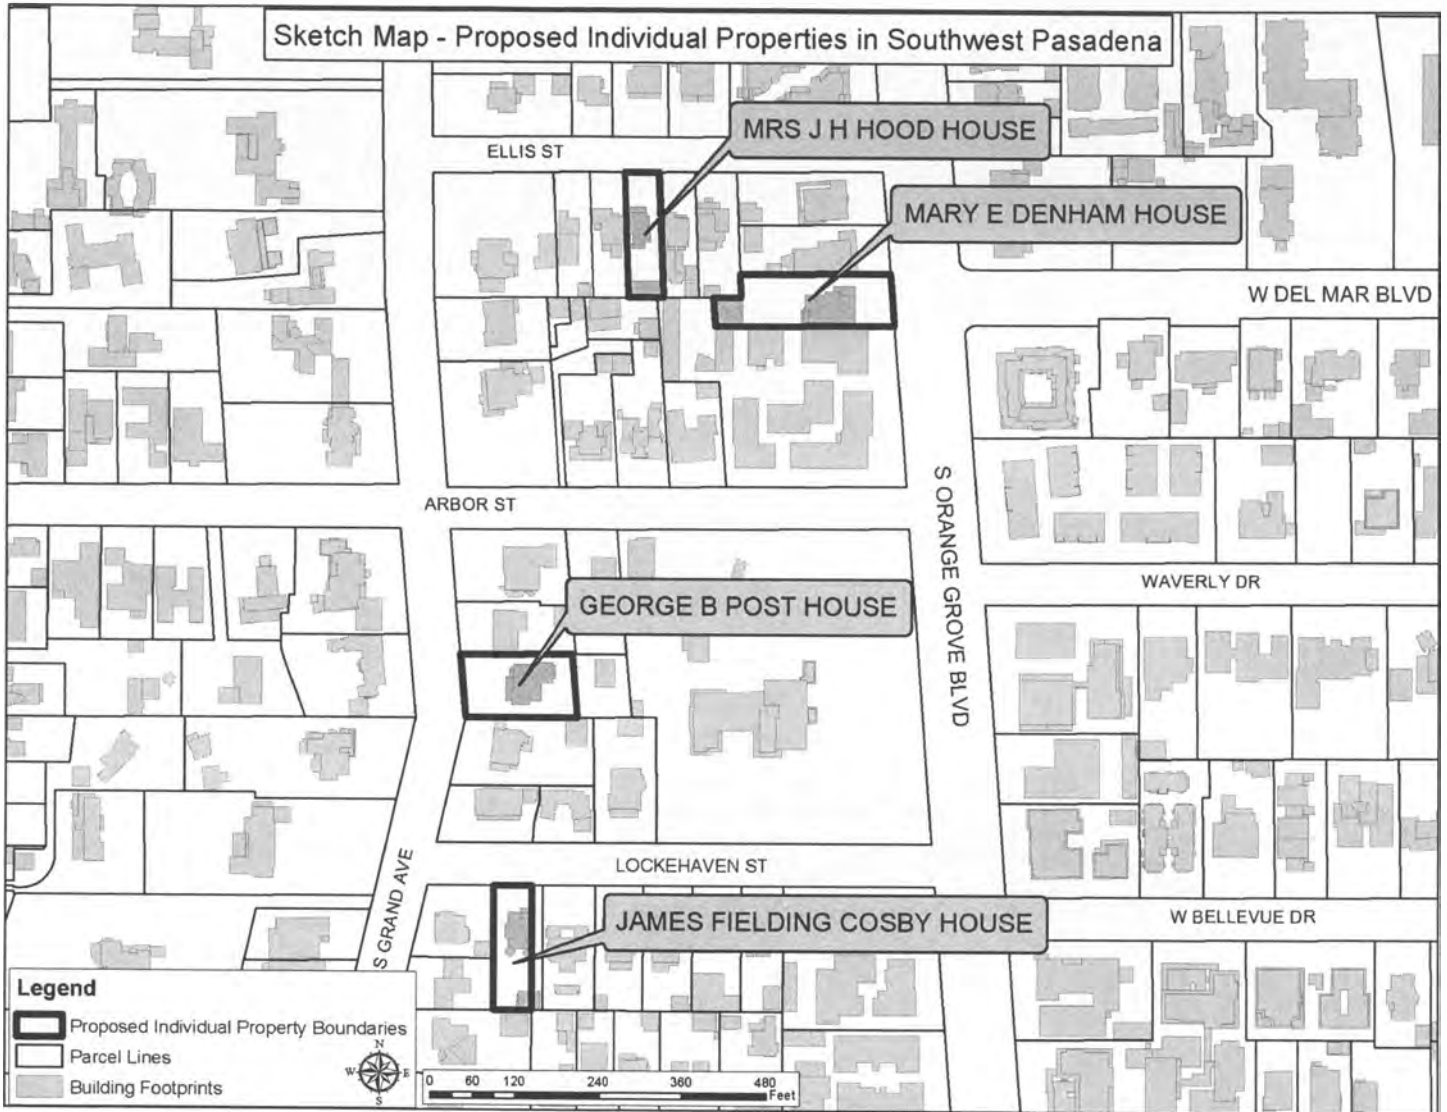 Sketch Map - Proposed Individual Properties in Southwest Pasadena
MRS J H HOOD HOUSE
ELLIS ST
MARY E DENHAM HOUSE
W DEL MAR BLVD
ARBOR ST
S ORANGE GROVE BLVD
WAVERLY DR
GEORGE B POST HOUSE
LOCKEHAVEN ST
S GRAND AVE
JAMES FIELDING COSBY HOUSE
W BELLEVUE DR
Legend
Proposed Individual Property Boundaries
Parcel Lines
Building Footprints
N
W E
S
0 60 120 240 360 480
Feet